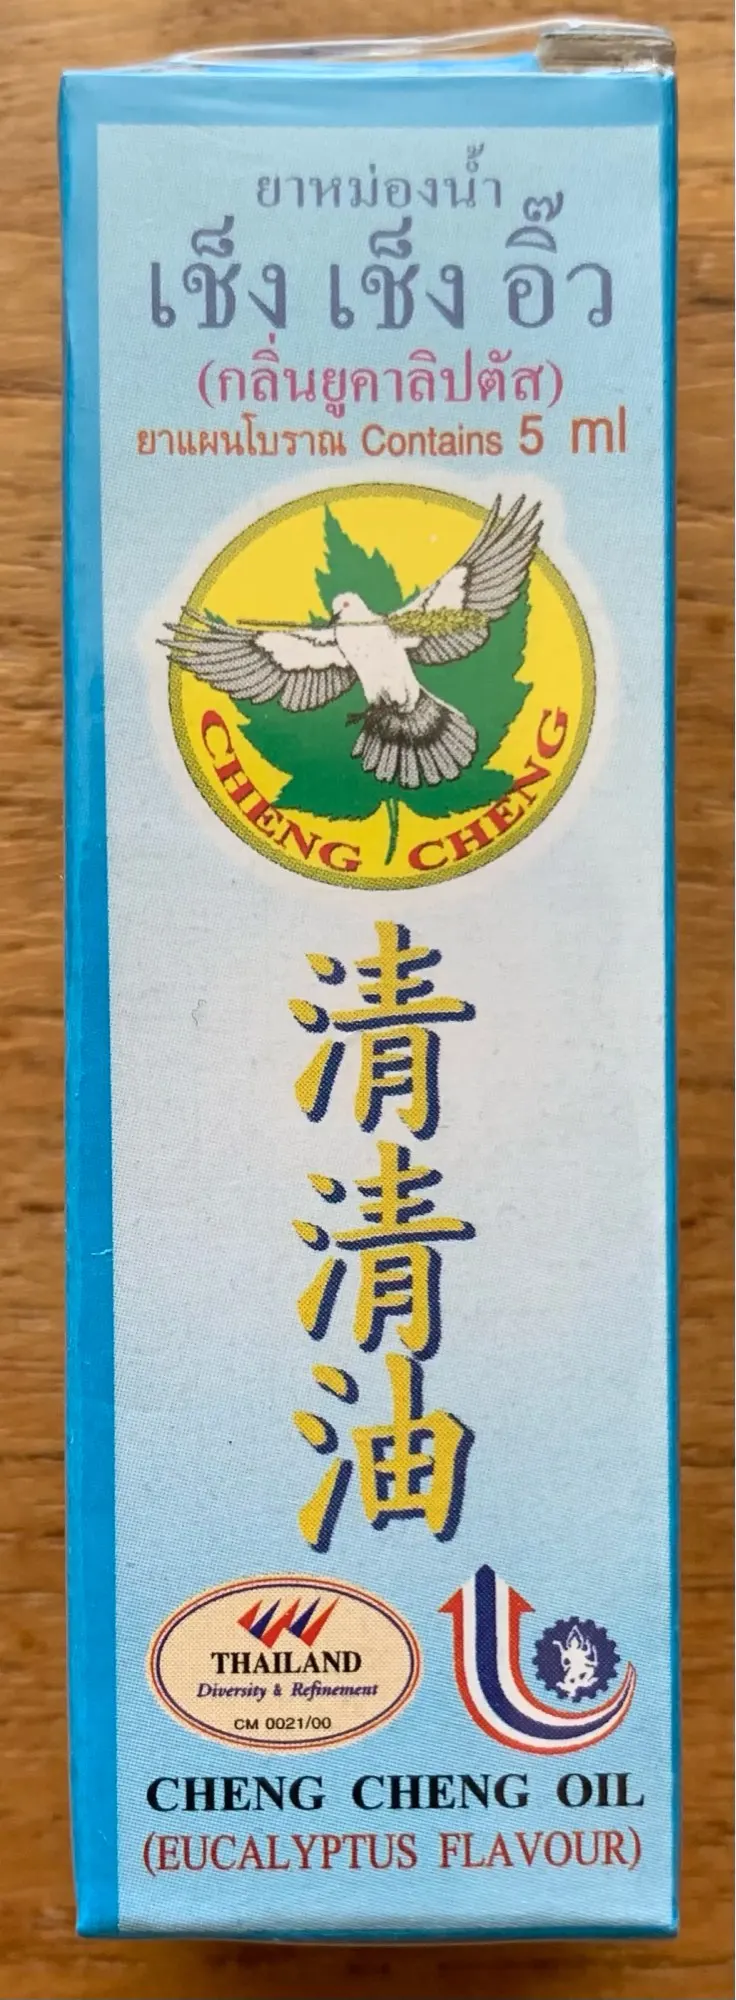 ยาหม่องน้ำ
เช็ง เช็ง อิ๊ว
(กลิ่นยูคาลิปตัส)
ยาแผนโบราณ Contains 5 ml
CHENG CHENG
清
清
油
THAILAND
Diversity & Refinement
CM 0021/00
CHENG CHENG OIL
(EUCALYPTUS FLAVOUR)